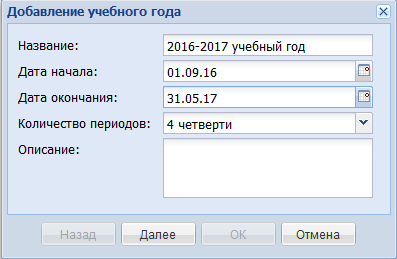 Добавление учебного года
Название: 2016-2017 учебный год
Дата начала: 01.09.16
Дата окончания: 31.05.17
Количество периодов: 4 четверти
Описание:
Назад Далее ОК Отмена